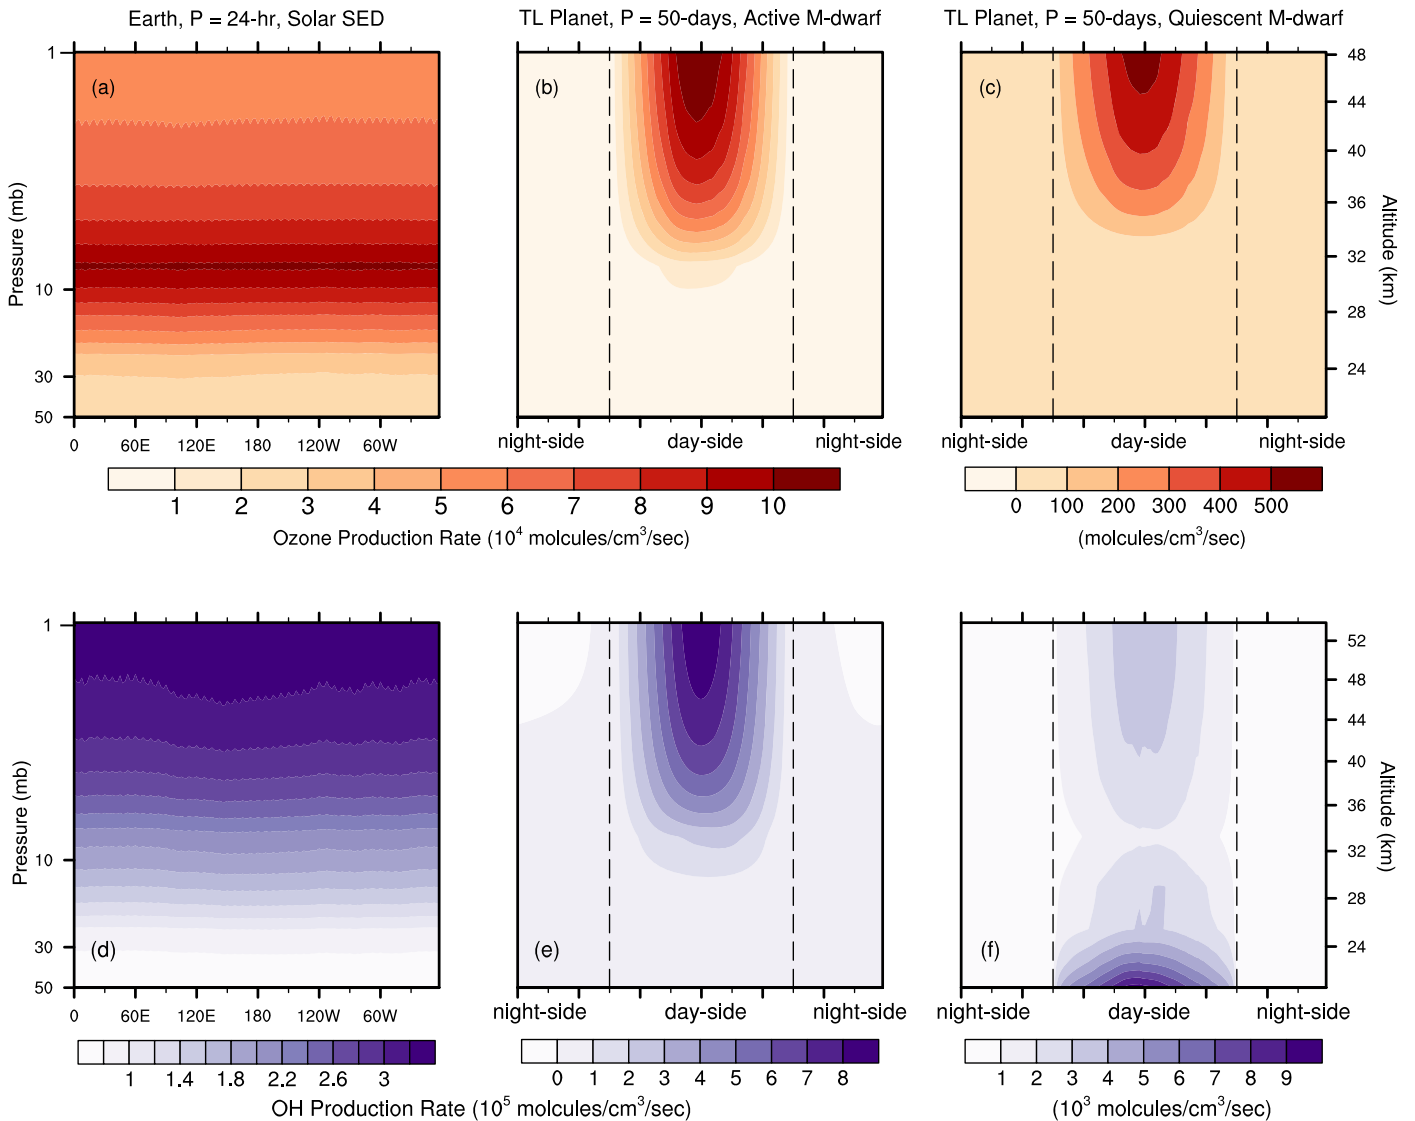 Earth, P = 24-hr, Solar SED
TL Planet, P = 50-days, Active M-dwarf
TL Planet, P = 50-days, Quiescent M-dwarf
(a)
(b)
(c)
1
10
30
50
Pressure (mb)
48
44
40
36
32
28
24
Altitude (km)
0 60E 120E 180 120W 60W
night-side day-side night-side
night-side day-side night-side
1 2 3 4 5 6 7 8 9 10
Ozone Production Rate (10⁴ molcules/cm³/sec)
0 100 200 300 400 500
(molcules/cm³/sec)
(d)
(e)
(f)
1
10
30
50
Pressure (mb)
52
48
44
40
36
32
28
24
Altitude (km)
0 60E 120E 180 120W 60W
night-side day-side night-side
night-side day-side night-side
1 1.4 1.8 2.2 2.6 3
0 1 2 3 4 5 6 7 8
OH Production Rate (10⁵ molcules/cm³/sec)
1 2 3 4 5 6 7 8 9
(10³ molcules/cm³/sec)